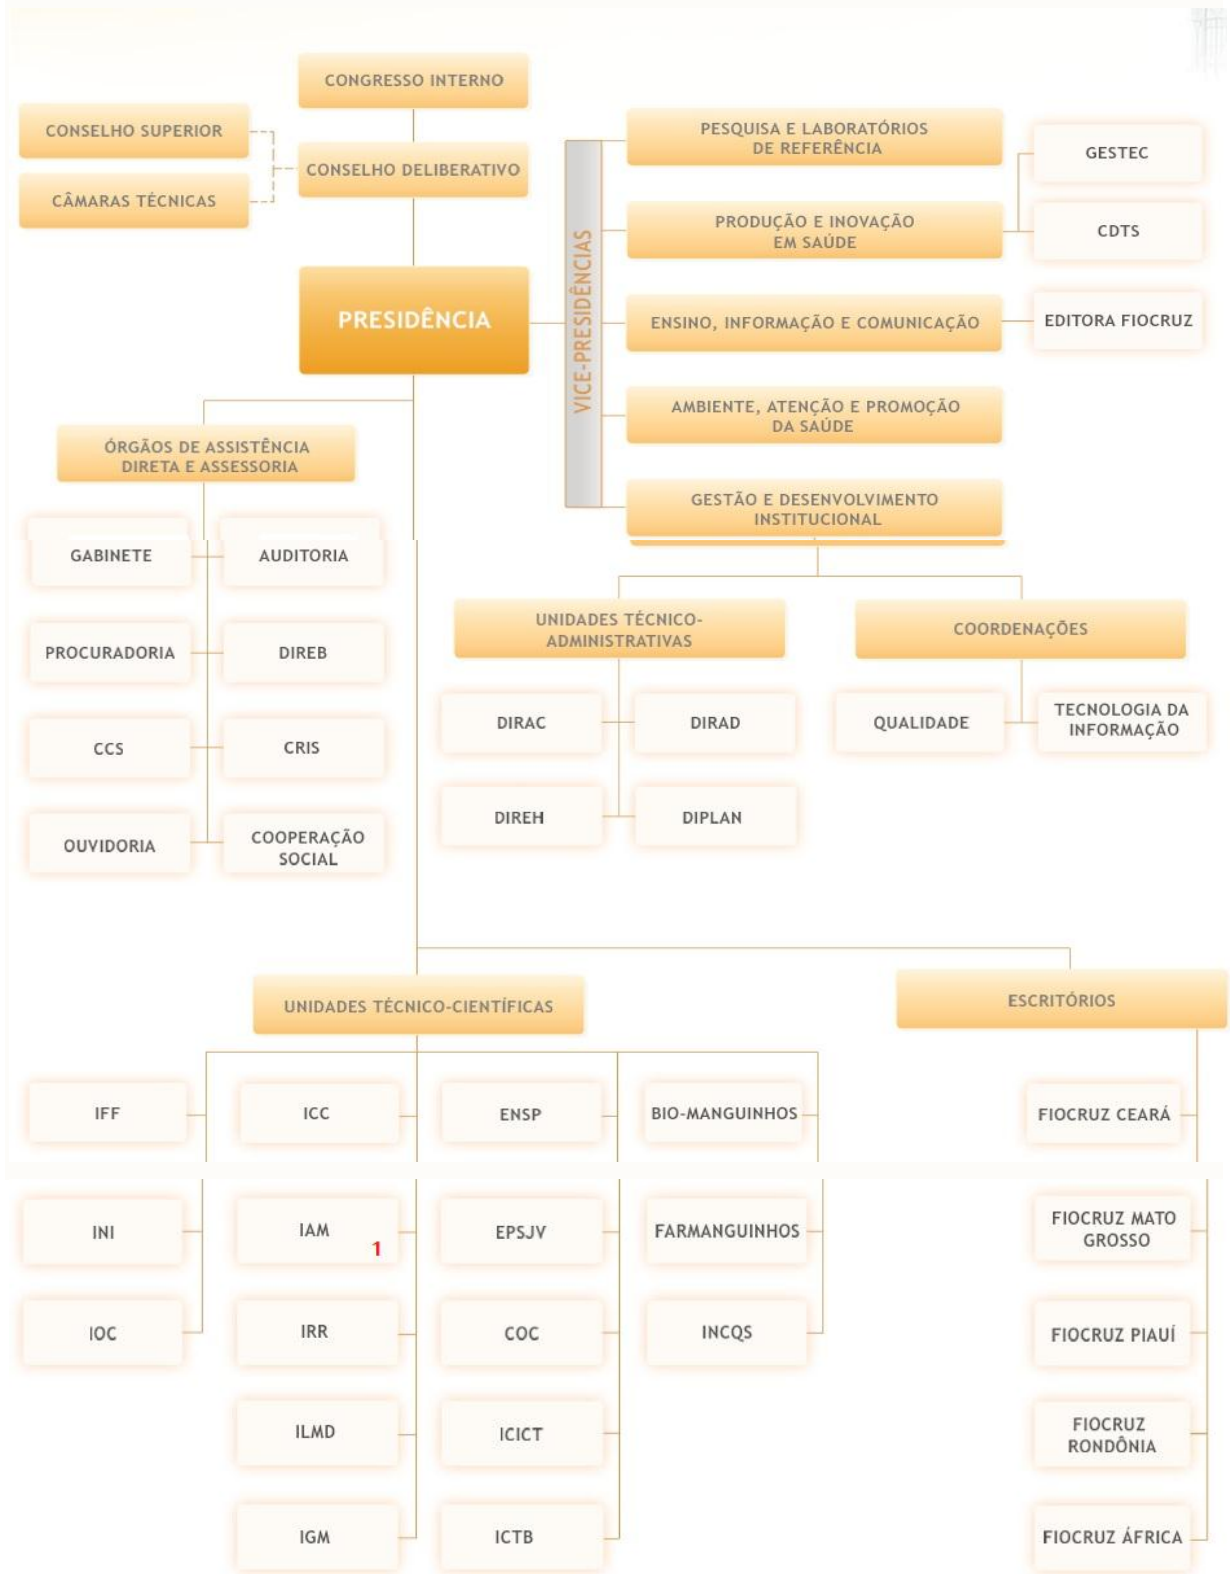 CONGRESSO INTERNO
CONSELHO SUPERIOR
CÂMARAS TÉCNICAS
CONSELHO DELIBERATIVO
PRESIDÊNCIA
VICE-PRESIDÊNCIAS
PESQUISA E LABORATÓRIOS
DE REFERÊNCIA
PRODUÇÃO E INOVAÇÃO
EM SAÚDE
GESTEC
CDTS
ENSINO, INFORMAÇÃO E COMUNICAÇÃO
EDITORA FIOCRUZ
AMBIENTE, ATENÇÃO E PROMOÇÃO
DA SAÚDE
GESTÃO E DESENVOLVIMENTO
INSTITUCIONAL
ÓRGÃOS DE ASSISTÊNCIA
DIRETA E ASSESSORIA
GABINETE
AUDITORIA
PROCURADORIA
DIREB
CCS
CRIS
OUVIDORIA
COOPERAÇÃO
SOCIAL
UNIDADES TÉCNICO-
ADMINISTRATIVAS
DIRAC
DIRAD
DIREH
DIPLAN
COORDENAÇÕES
QUALIDADE
TECNOLOGIA DA
INFORMAÇÃO
UNIDADES TÉCNICO-CIENTÍFICAS
IFF
ICC
ENSP
BIO-MANGUINHOS
INI
IAM
1
EPSJV
FARMANGUINHOS
IOC
IRR
COC
INCQS
ILMD
ICICT
IGM
ICTB
ESCRITÓRIOS
FIOCRUZ CEARÁ
FIOCRUZ MATO
GROSSO
FIOCRUZ PIAUÍ
FIOCRUZ
RONDÔNIA
FIOCRUZ ÁFRICA